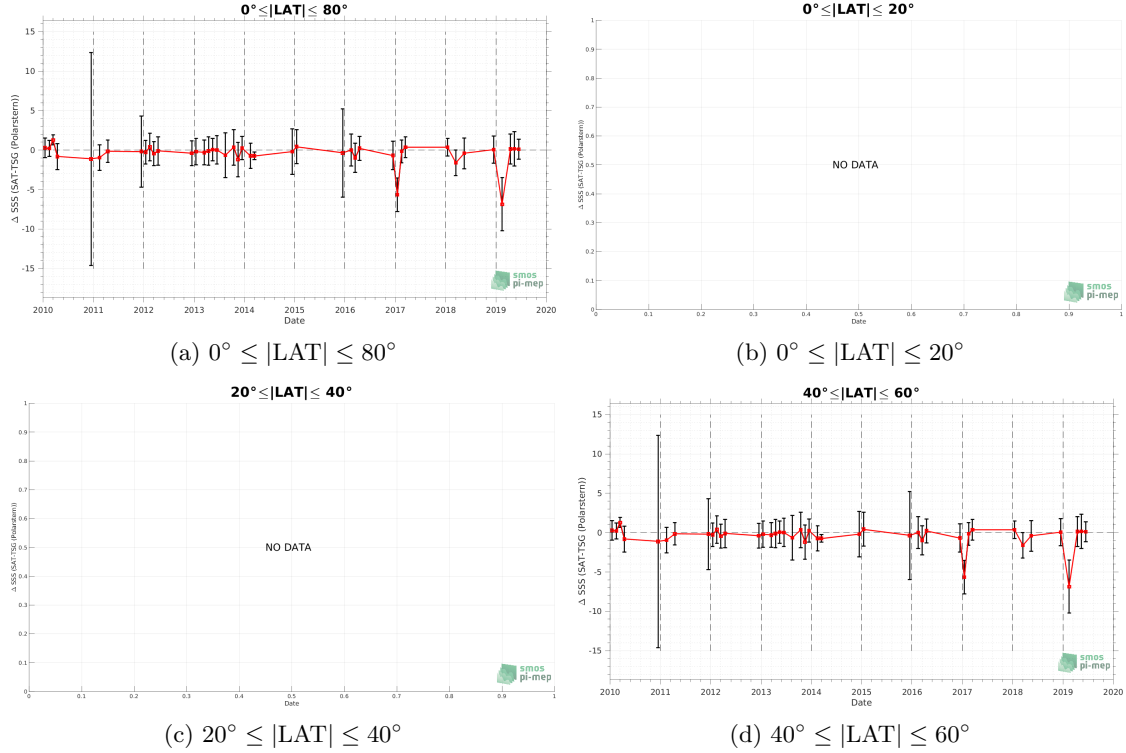 0°≤|LAT|≤ 80°
Δ SSS (SAT-TSG (Polarstern))
15
10
5
0
-5
-10
-15
2010 2011 2012 2013 2014 2015 2016 2017 2018 2019 2020
Date
smos
pi-mep
(a) 0° ≤ |LAT| ≤ 80°
0°≤|LAT|≤ 20°
Δ SSS (SAT-TSG (Polarstern))
1
0.9
0.8
0.7
0.6
0.5
0.4
0.3
0.2
0.1
0
NO DATA
0 0.1 0.2 0.3 0.4 0.5 0.6 0.7 0.8 0.9 1
Date
smos
pi-mep
(b) 0° ≤ |LAT| ≤ 20°
20°≤|LAT|≤ 40°
Δ SSS (SAT-TSG (Polarstern))
1
0.9
0.8
0.7
0.6
0.5
0.4
0.3
0.2
0.1
0
NO DATA
0 0.1 0.2 0.3 0.4 0.5 0.6 0.7 0.8 0.9 1
Date
smos
pi-mep
(c) 20° ≤ |LAT| ≤ 40°
40°≤|LAT|≤ 60°
Δ SSS (SAT-TSG (Polarstern))
15
10
5
0
-5
-10
-15
2010 2011 2012 2013 2014 2015 2016 2017 2018 2019 2020
Date
smos
pi-mep
(d) 40° ≤ |LAT| ≤ 60°